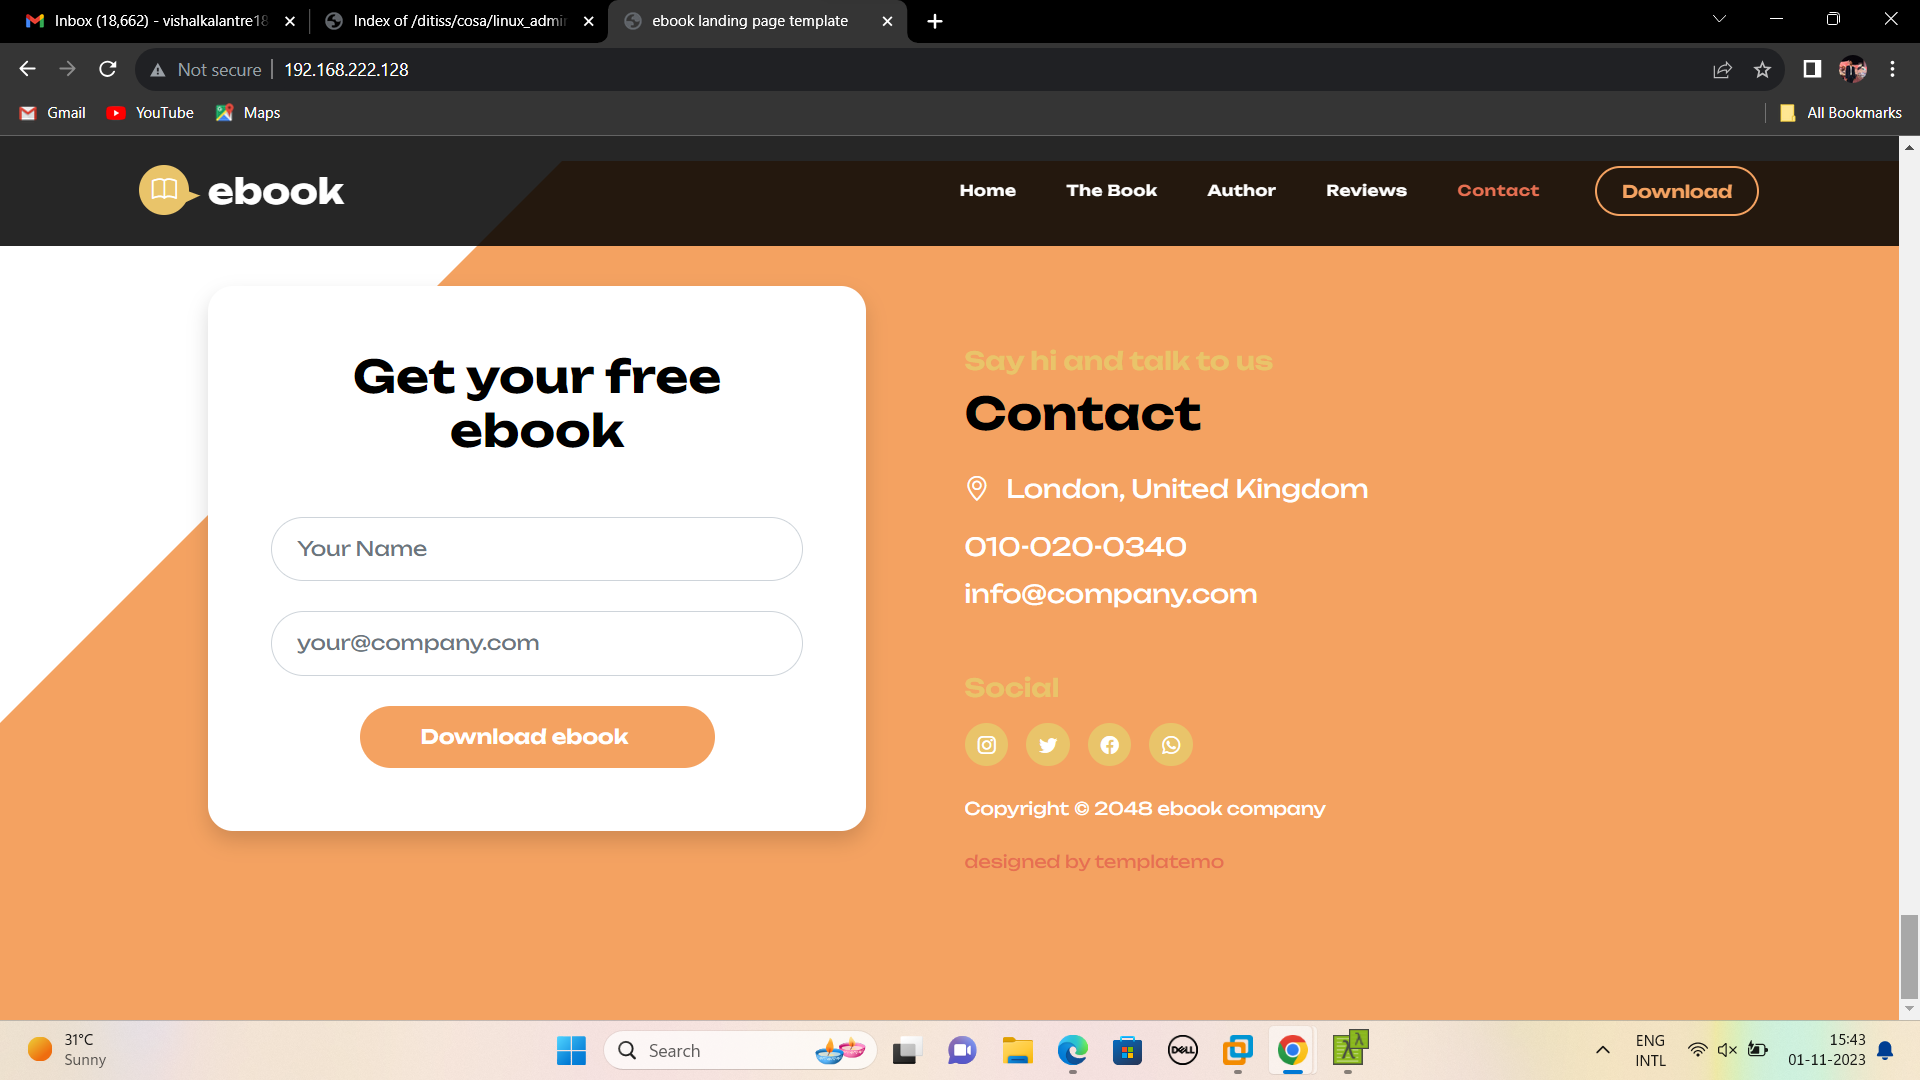 Inbox (18,662) - vishalkalantre18
Index of /ditiss/cosa/linux_admi
ebook landing page template
Not secure
192.168.222.128
Gmail
YouTube
Maps
All Bookmarks
ebook
Home
The Book
Author
Reviews
Contact
Download
Get your free
ebook
Your Name
your@company.com
Download ebook
Say hi and talk to us
Contact
London, United Kingdom
010-020-0340
info@company.com
Social
Copyright © 2048 ebook company
designed by templatemo
31°C
Sunny
Search
DELL
ENG
INTL
15:43
01-11-2023